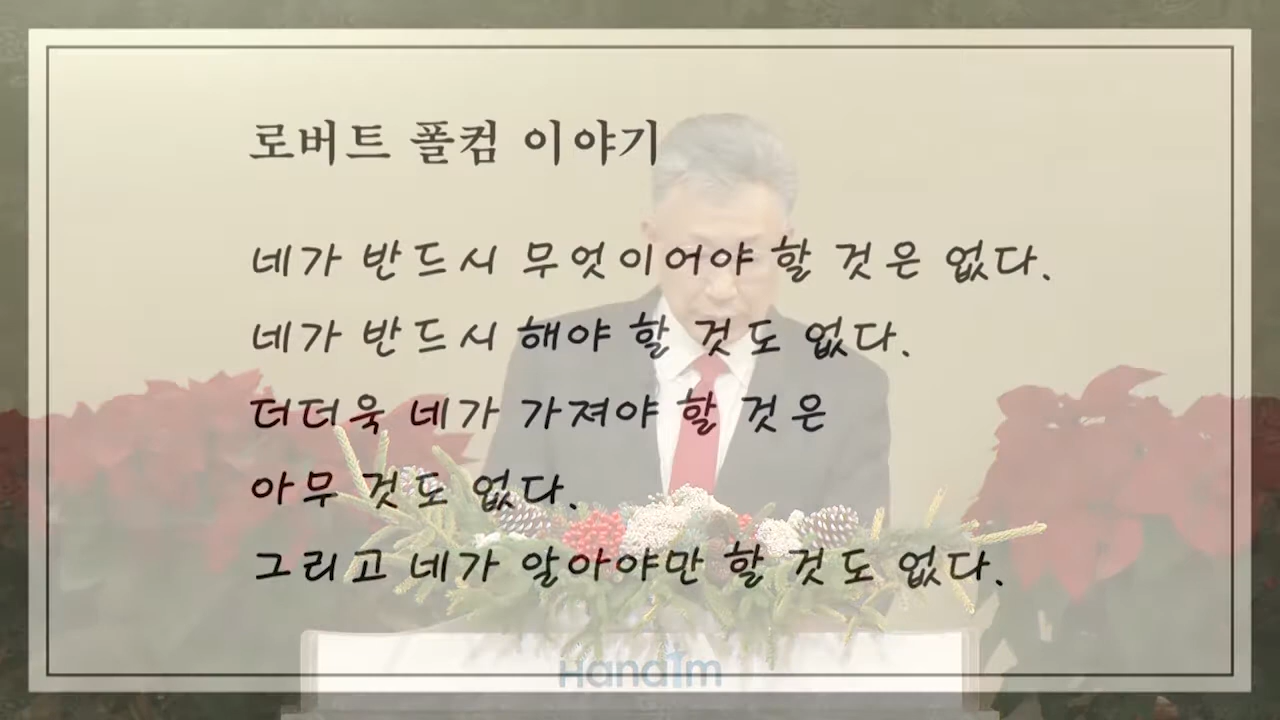 로버트 폴컴 이야기
네가 반드시 무엇이어야 할 것은 없다.
네가 반드시 해야 할 것도 없다.
더더욱 네가 가져야 할 것은
아무 것도 없다.
그리고 네가 알아야만 할 것도 없다.
Handim